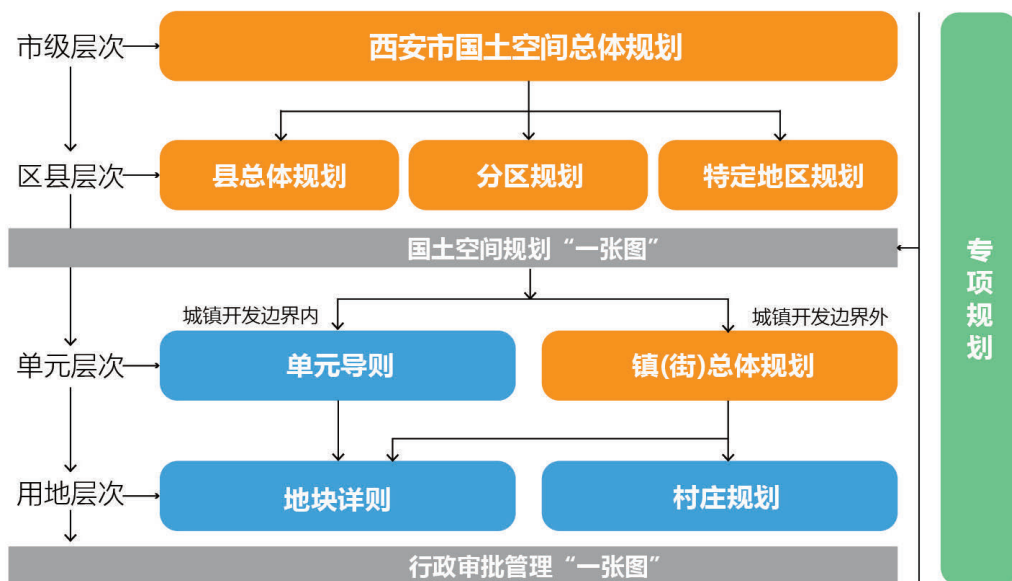 市级层次
西安市国土空间总体规划
区县层次
县总体规划
分区规划
特定地区规划
国土空间规划“一张图”
城镇开发边界内
城镇开发边界外
单元层次
单元导则
镇(街)总体规划
用地层次
地块详则
村庄规划
行政审批管理“一张图”
专项规划